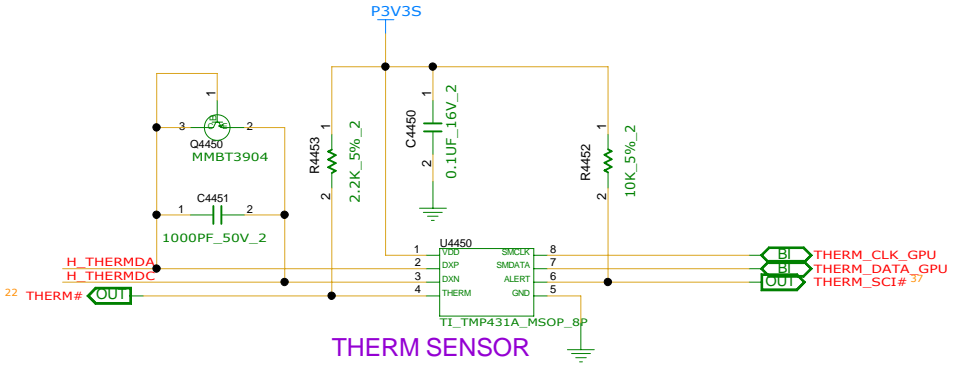 P3V3S
1
3
2
Q4450
MMBT3904
C4451
1
2
1000PF_50V_2
R4453
1
2
2.2K_5%_2
C4450
1
2
0.1UF_16V_2
R4452
1
2
10K_5%_2
U4450
1 VDD SMCLK 8
2 DXP SMDATA 7
3 DXN ALERT 6
4 THERM GND 5
TI_TMP431A_MSOP_8P
H_THERMDA
H_THERMDC
22 THERM# OUT
BI THERM_CLK_GPU
BI THERM_DATA_GPU
OUT THERM_SCI# 37
THERM SENSOR